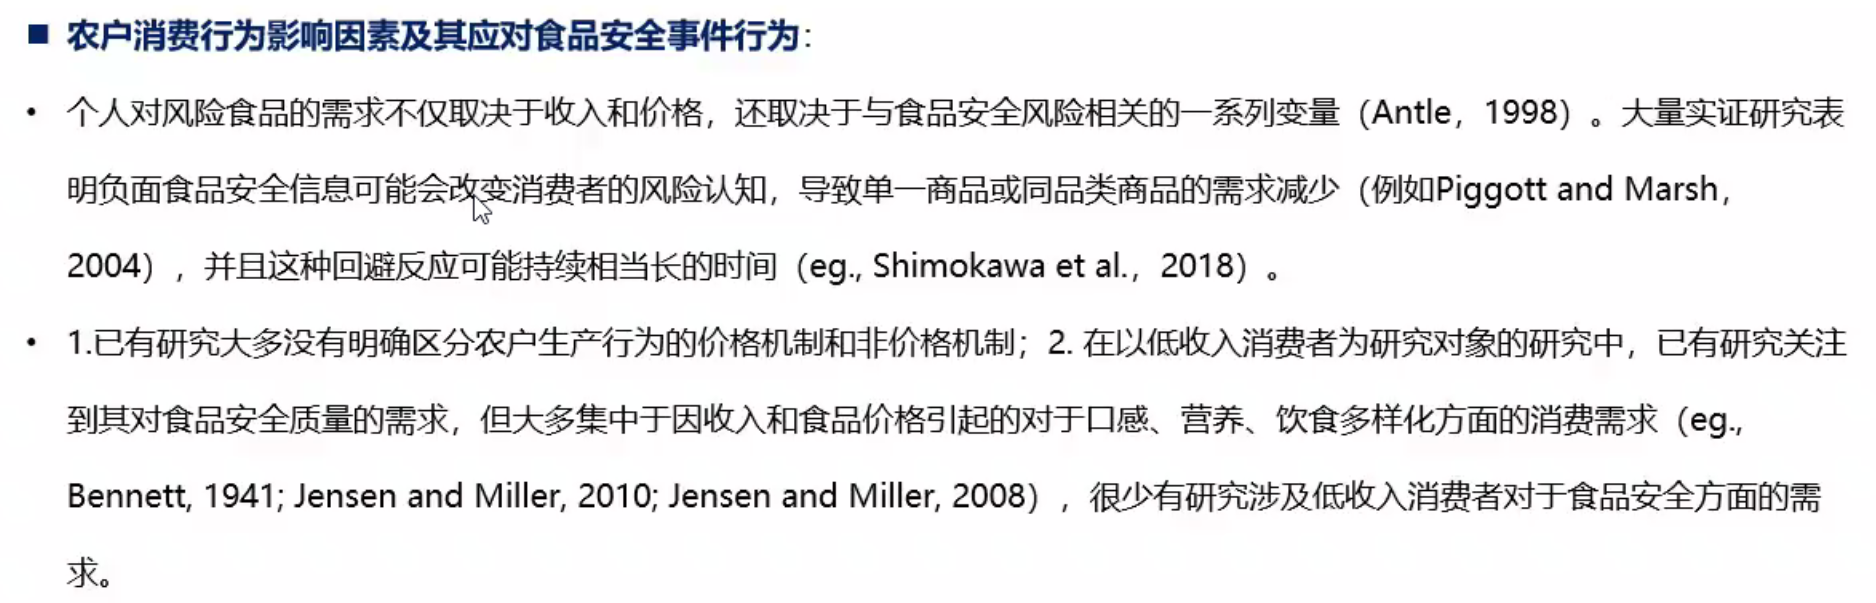 ■ 农户消费行为影响因素及其应对食品安全事件行为：
• 个人对风险食品的需求不仅取决于收入和价格，还取决于与食品安全风险相关的一系列变量（Antle，1998）。大量实证研究表
明负面食品安全信息可能会改变消费者的风险认知，导致单一商品或同品类商品的需求减少（例如Piggott and Marsh，
2004），并且这种回避反应可能持续相当长的时间（eg., Shimokawa et al.，2018）。
• 1.已有研究大多没有明确区分农户生产行为的价格机制和非价格机制；2. 在以低收入消费者为研究对象的研究中，已有研究关注
到其对食品安全质量的需求，但大多集中于因收入和食品价格引起的对于口感、营养、饮食多样化方面的消费需求（eg.,
Bennett, 1941; Jensen and Miller, 2010; Jensen and Miller, 2008），很少有研究涉及低收入消费者对于食品安全方面的需
求。